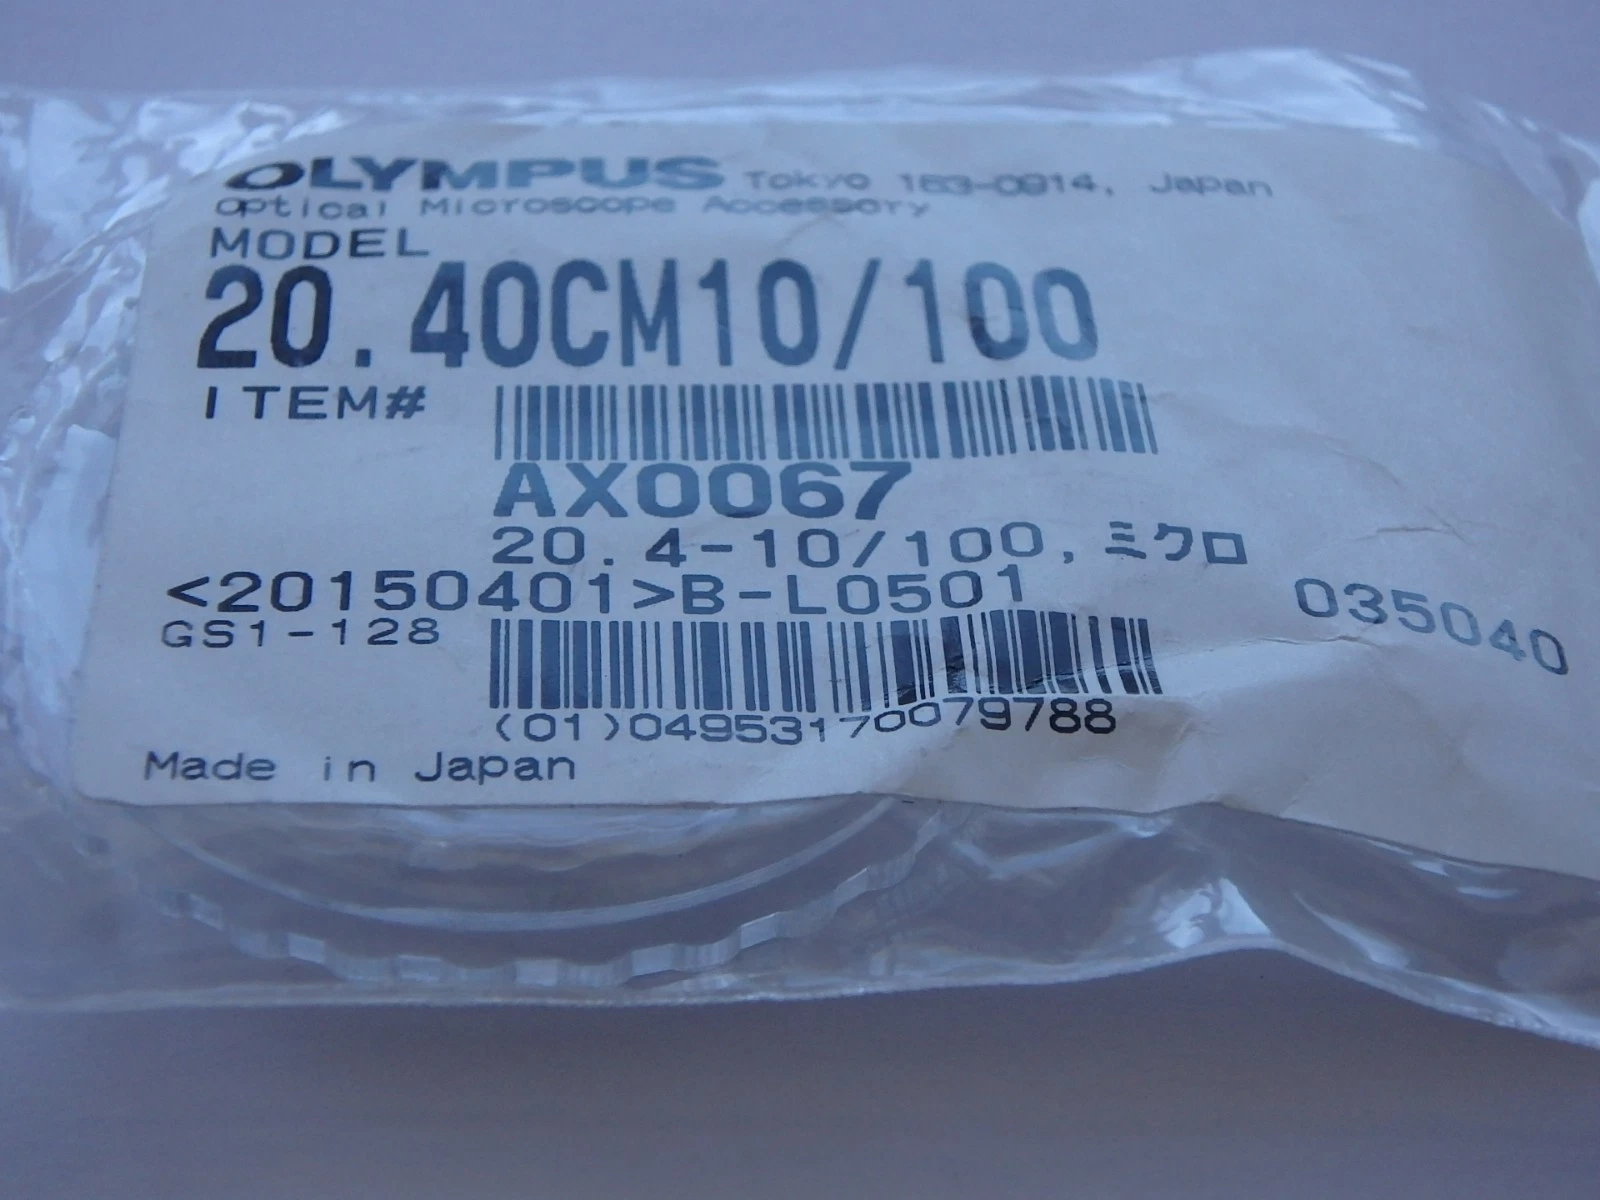 OLYMPUS Tokyo 163-0914, Japan
Optical Microscope Accessory
MODEL
20.40CM10/100
ITEM#
AX0067
20.4-10/100, ミクロ
<20150401>B-L0501 035040
GS1-128
(01)04953170079788
Made in Japan